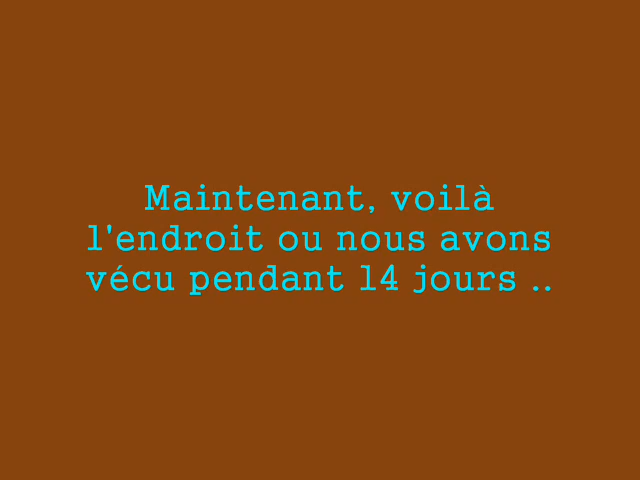 Maintenant, voilà
l'endroit ou nous avons
vécu pendant 14 jours ..